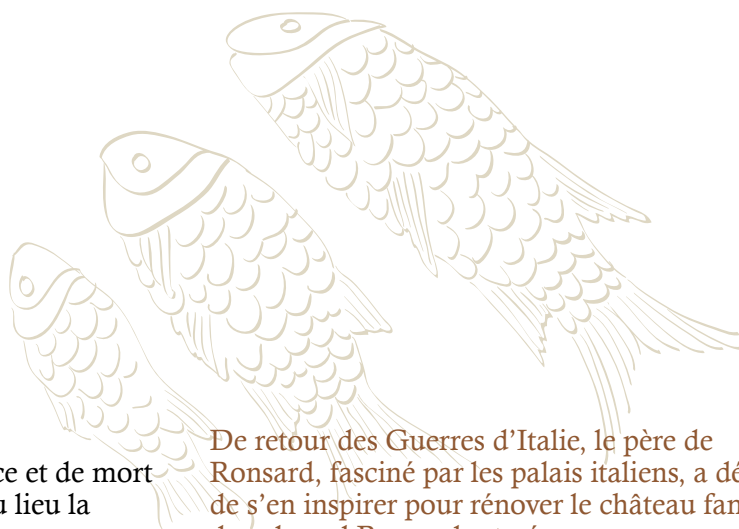 ce et de mort
u lieu la
De retour des Guerres d’Italie, le père de
Ronsard, fasciné par les palais italiens, a dé
de s’en inspirer pour rénover le château fam